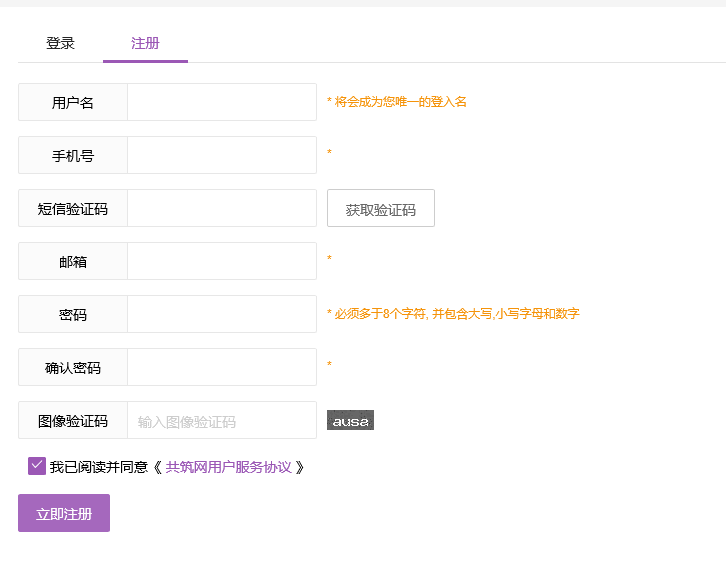 登录 注册
用户名 * 将会成为您唯一的登入名
手机号 *
短信验证码 获取验证码
邮箱 *
密码 * 必须多于8个字符, 并包含大写,小写字母和数字
确认密码 *
图像验证码 输入图像验证码 ausa
我已阅读并同意《 共筑网用户服务协议 》
立即注册